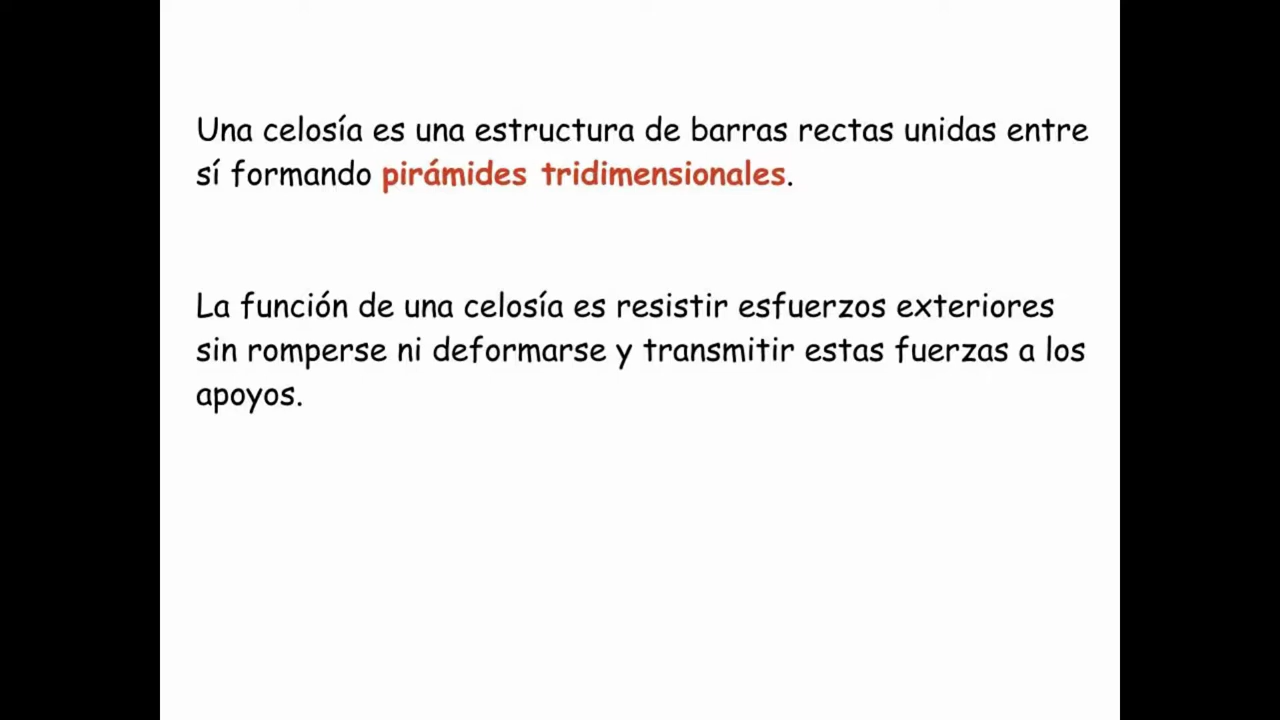 Una celosía es una estructura de barras rectas unidas entre
sí formando pirámides tridimensionales.
La función de una celosía es resistir esfuerzos exteriores
sin romperse ni deformarse y transmitir estas fuerzas a los
apoyos.